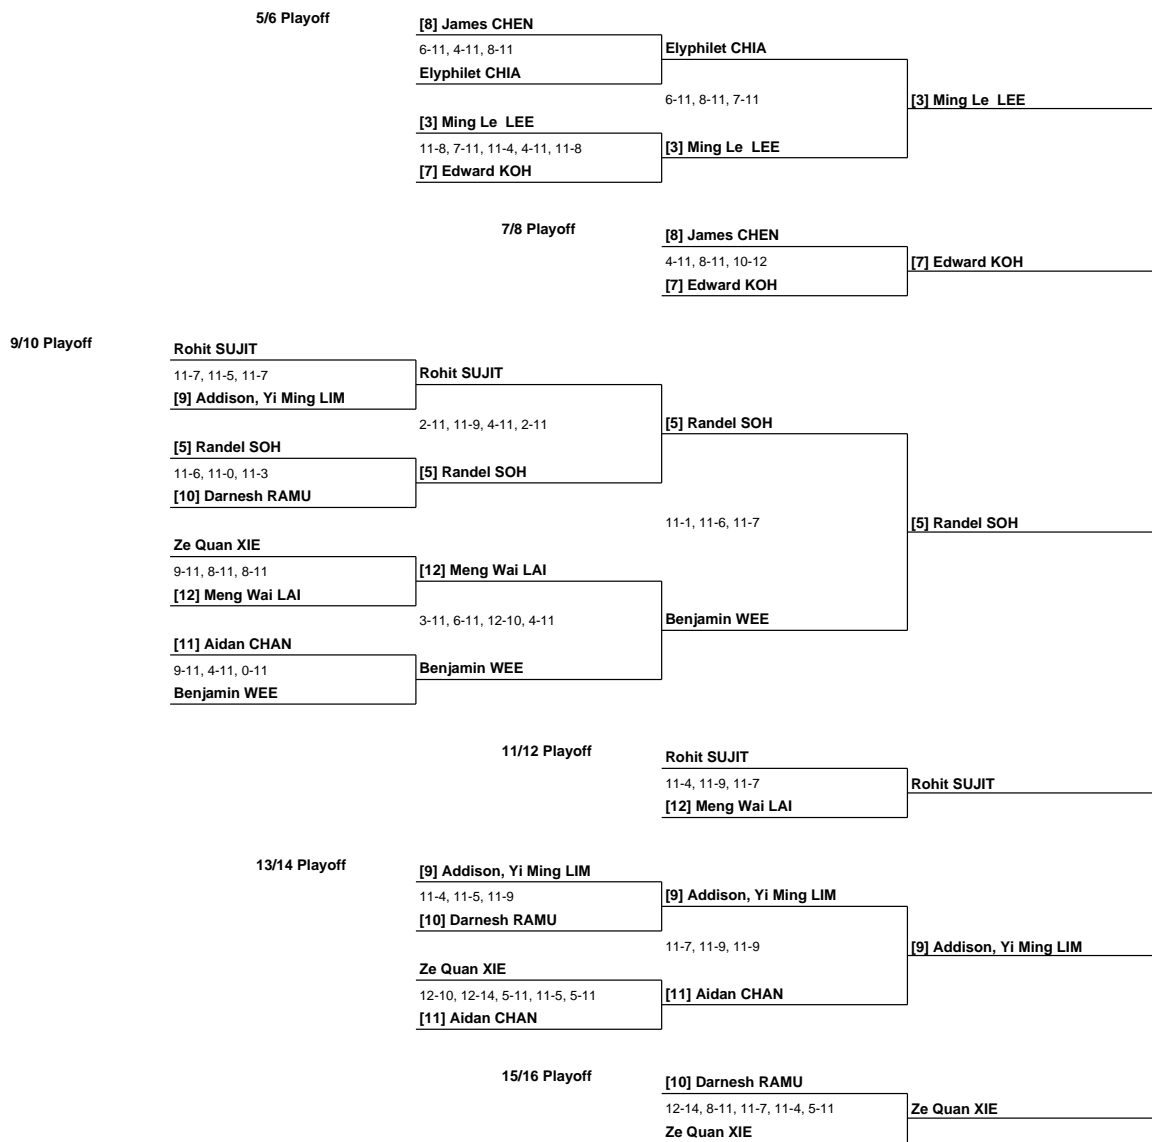 5/6 Playoff
[8] James CHEN
6-11, 4-11, 8-11
Elyphilet CHIA
Elyphilet CHIA
6-11, 8-11, 7-11
[3] Ming Le LEE
[3] Ming Le LEE
11-8, 7-11, 11-4, 4-11, 11-8
[3] Ming Le LEE
[7] Edward KOH
7/8 Playoff
[8] James CHEN
4-11, 8-11, 10-12
[7] Edward KOH
[7] Edward KOH
9/10 Playoff
Rohit SUJIT
11-7, 11-5, 11-7
Rohit SUJIT
[9] Addison, Yi Ming LIM
2-11, 11-9, 4-11, 2-11
[5] Randel SOH
[5] Randel SOH
11-6, 11-0, 11-3
[5] Randel SOH
[10] Darnesh RAMU
11-1, 11-6, 11-7
[5] Randel SOH
Ze Quan XIE
9-11, 8-11, 8-11
[12] Meng Wai LAI
[12] Meng Wai LAI
3-11, 6-11, 12-10, 4-11
Benjamin WEE
[11] Aidan CHAN
9-11, 4-11, 0-11
Benjamin WEE
Benjamin WEE
11/12 Playoff
Rohit SUJIT
11-4, 11-9, 11-7
Rohit SUJIT
[12] Meng Wai LAI
13/14 Playoff
[9] Addison, Yi Ming LIM
11-4, 11-5, 11-9
[9] Addison, Yi Ming LIM
[10] Darnesh RAMU
11-7, 11-9, 11-9
[9] Addison, Yi Ming LIM
Ze Quan XIE
12-10, 12-14, 5-11, 11-5, 5-11
[11] Aidan CHAN
[11] Aidan CHAN
15/16 Playoff
[10] Darnesh RAMU
12-14, 8-11, 11-7, 11-4, 5-11
Ze Quan XIE
Ze Quan XIE